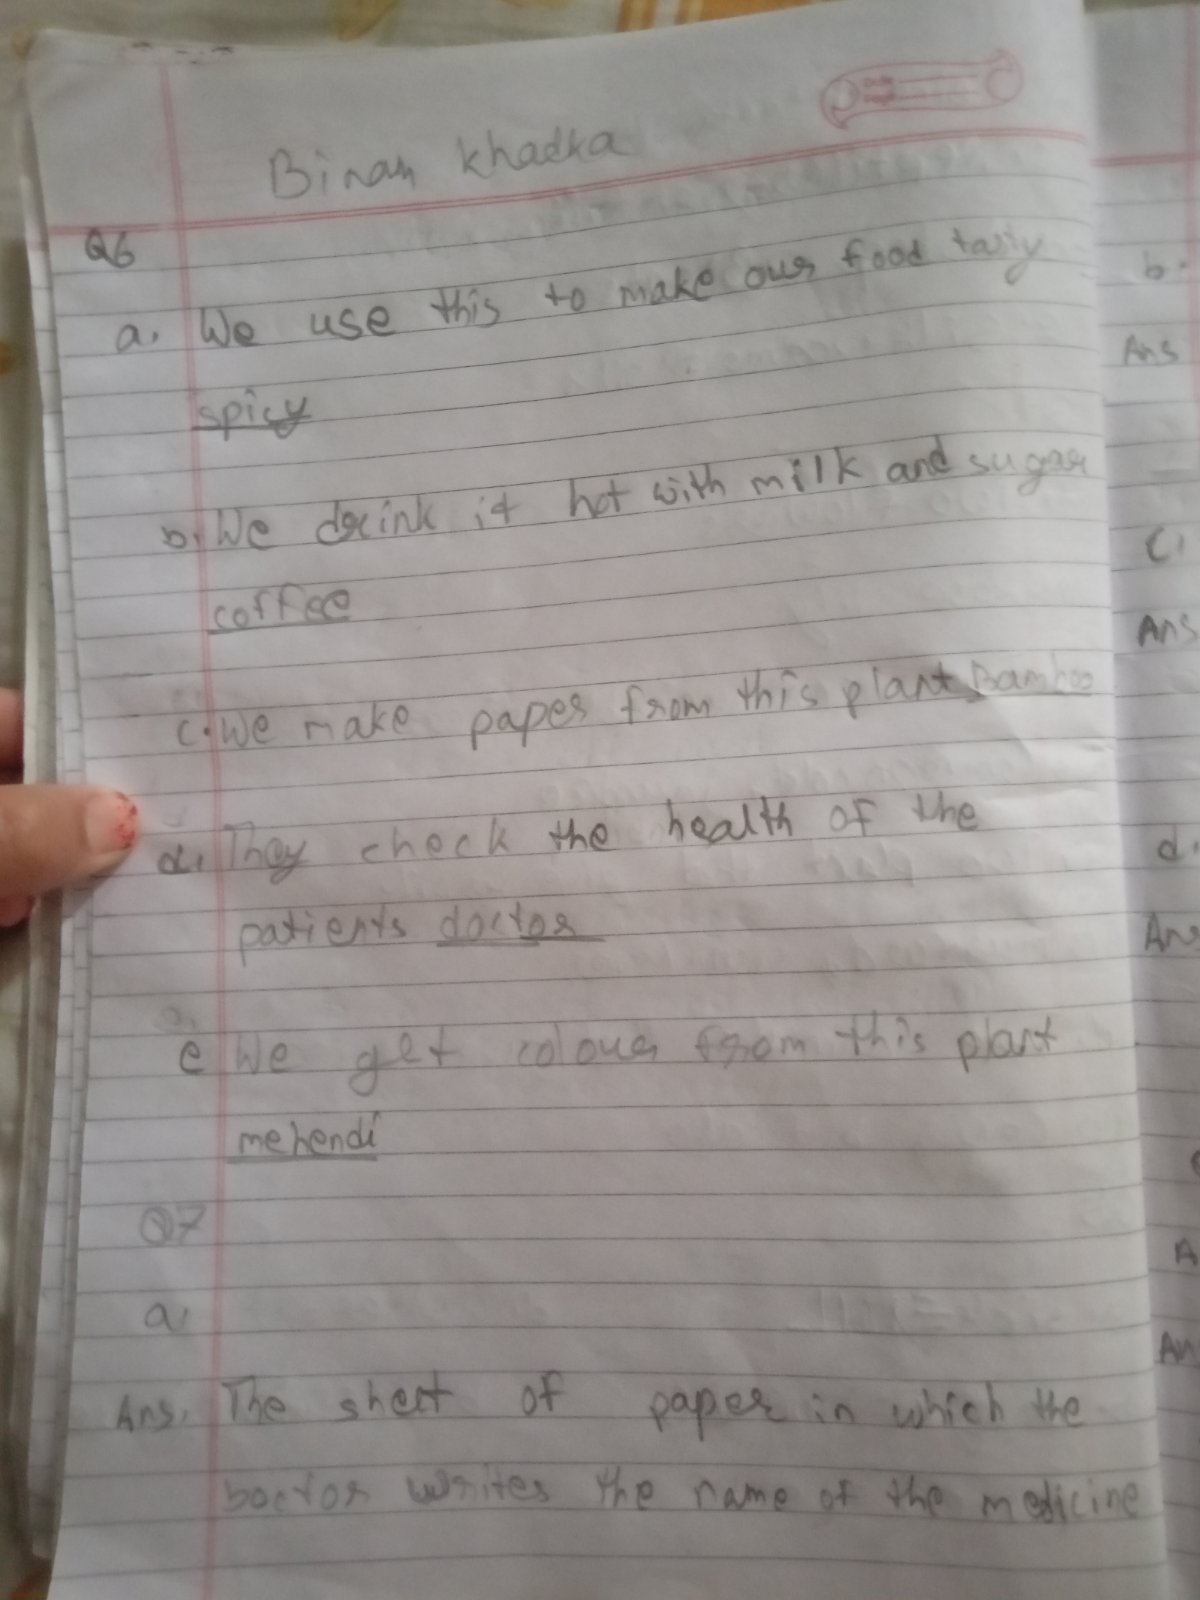 Binam Khadka
Q6
a. We use this to make our food tasty
spicy
b. We drink it hot with milk and sugar
coffee
c. We make paper from this plant Bamboo
d. They check the health of the
patients doctor
e We get colour from this plant
mehendi
Q7
a.
Ans. The sheet of paper in which the
Doctor writes the name of the medicine
b.
Ans
C.
Ans
d.
An
A
An